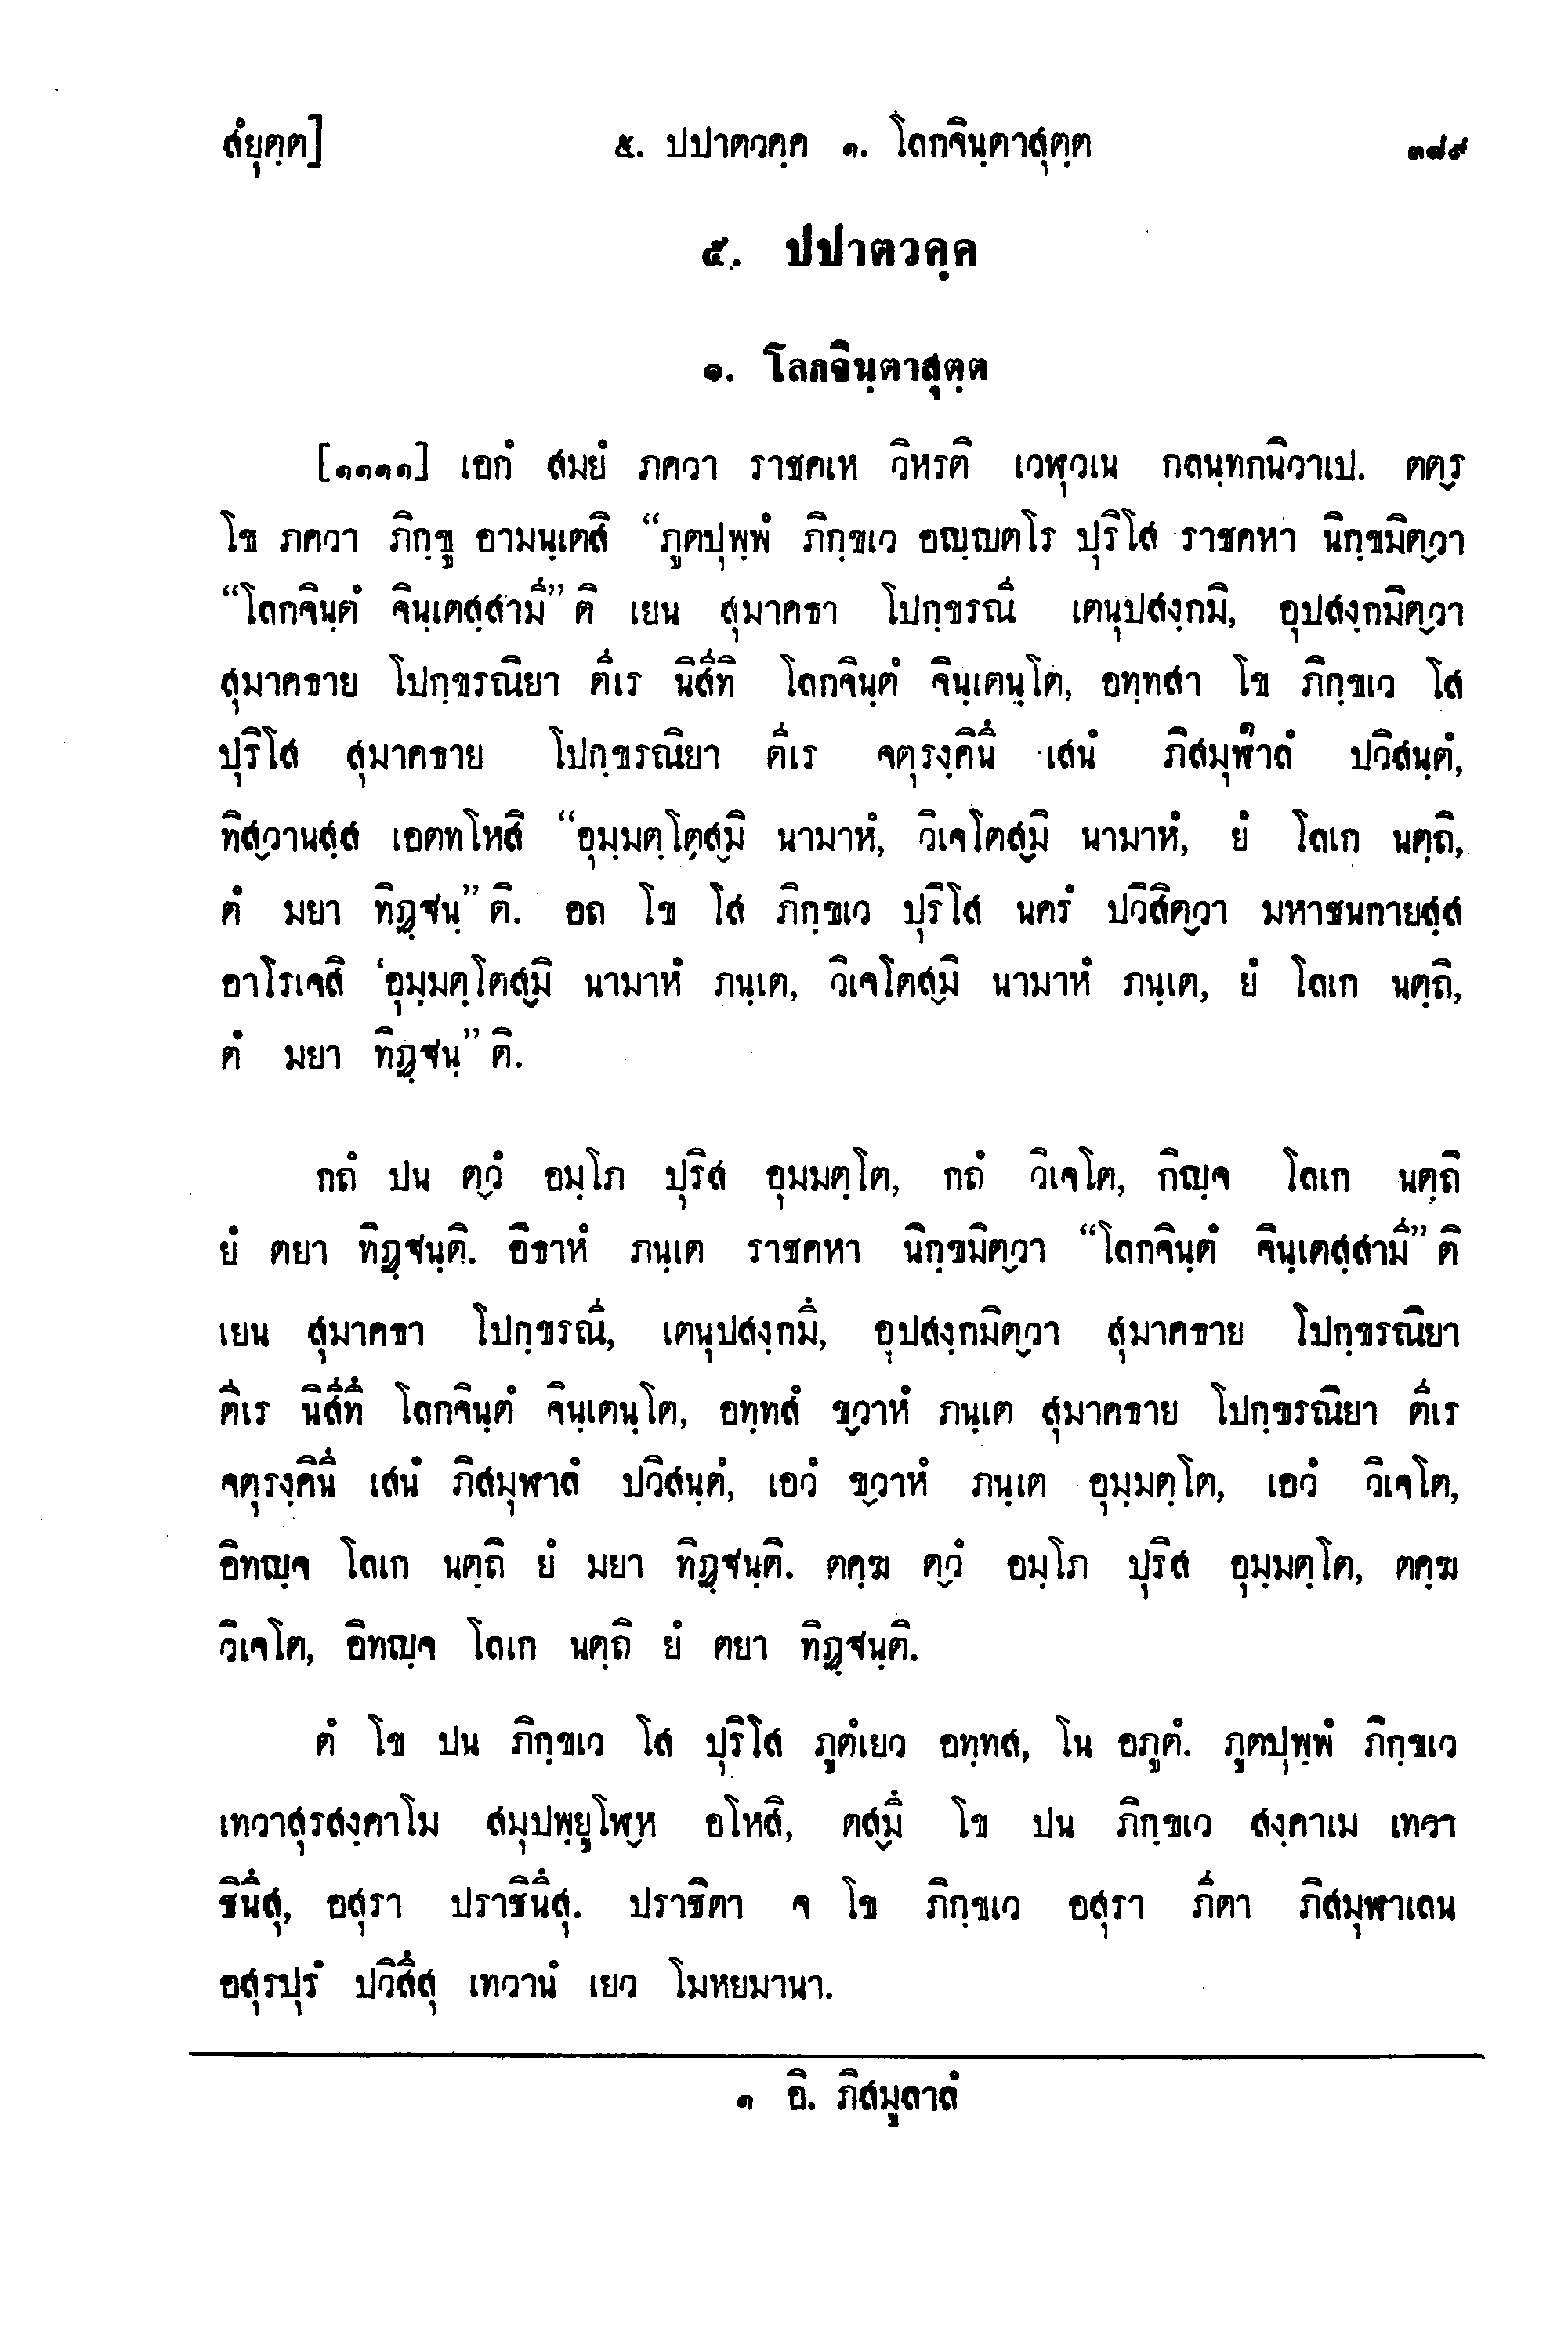 สํยุตฺต] ๕. ปปาตวคฺค ๑. โลกจินฺตาสุตฺต ๓๘๙
๕. ปปาตวคฺค
๑. โลกจินฺตาสุตฺต
[๑๑๑๑] เอกํ สมยํ ภควา ราชคเห วิหรติ เวฬุวเน กลนฺทกนิวาเป. ตตฺร
โข ภควา ภิกฺขู อามนฺเตสิ “ภูตปุพฺพํ ภิกฺขเว อญฺญตโร ปุริโส ราชคหา นิกฺขมิตฺวา
“โลกจินฺตํ จินฺเตสฺสามี” ติ เยน สุมาคธา โปกฺขรณี เตนุปสงฺกมิ, อุปสงฺกมิตฺวา
สุมาคธาย โปกฺขรณิยา ตีเร นิสีทิ โลกจินฺตํ จินฺเตนฺโต, อทฺทสา โข ภิกฺขเว โส
ปุริโส สุมาคธาย โปกฺขรณิยา ตีเร จตุรงฺคินึ เสนํ ภิสมุฬาลํ๑ ปวิสนฺตํ,
ทิสฺวานสฺส เอตทโหสิ “อุมฺมตฺโตสฺมิ นามาหํ, วิเจโตสฺมิ นามาหํ, ยํ โลเก นตฺถิ,
ตํ มยา ทิฏฺฐนฺ” ติ. อถ โข โส ภิกฺขเว ปุริโส นครํ ปวิสิตฺวา มหาชนกายสฺส
อาโรเจสิ ‘อุมฺมตฺโตสฺมิ นามาหํ ภนฺเต, วิเจโตสฺมิ นามาหํ ภนฺเต, ยํ โลเก นตฺถิ,
ตํ มยา ทิฏฺฐนฺ” ติ.
กถํ ปน ตฺวํ อมฺโภ ปุริส อุมมตฺโต, กถํ วิเจโต, กิญฺจ โลเก นตฺถิ
ยํ ตยา ทิฏฺฐนฺติ. อิธาหํ ภนฺเต ราชคหา นิกฺขมิตฺวา “โลกจินฺตํ จินฺเตสฺสามี” ติ
เยน สุมาคธา โปกฺขรณี, เตนุปสงฺกมึ, อุปสงฺกมิตฺวา สุมาคธาย โปกฺขรณิยา
ตีเร นิสีทึ โลกจินฺตํ จินฺเตนฺโต, อทฺทสํ ขฺวาหํ ภนฺเต สุมาคธาย โปกฺขรณิยา ตีเร
จตุรงฺคินึ เสนํ ภิสมุฬาลํ ปวิสนฺตํ, เอวํ ขฺวาหํ ภนฺเต อุมฺมตฺโต, เอวํ วิเจโต,
อิทญฺจ โลเก นตฺถิ ยํ มยา ทิฏฺฐนฺติ. ตคฺฆ ตฺวํ อมฺโภ ปุริส อุมฺมตฺโต, ตคฺฆ
วิเจโต, อิทญฺจ โลเก นตฺถิ ยํ ตยา ทิฏฺฐนฺติ.
ตํ โข ปน ภิกฺขเว โส ปุริโส ภูตํเยว อทฺทส, โน อภูตํ. ภูตปุพฺพํ ภิกฺขเว
เทวาสุรสงฺคาโม สมุปพฺยูโฬฺห อโหสิ, ตสฺมึ โข ปน ภิกฺขเว สงฺคาเม เทวา
ชินึสุ, อสุรา ปราชินึสุ. ปราชิตา จ โข ภิกฺขเว อสุรา ภีตา ภิสมุฬาเลน
อสุรปุรํ ปวิสึสุ เทวานํ เยว โมหยมานา.
๑ อิ. ภิสมูลาลํ